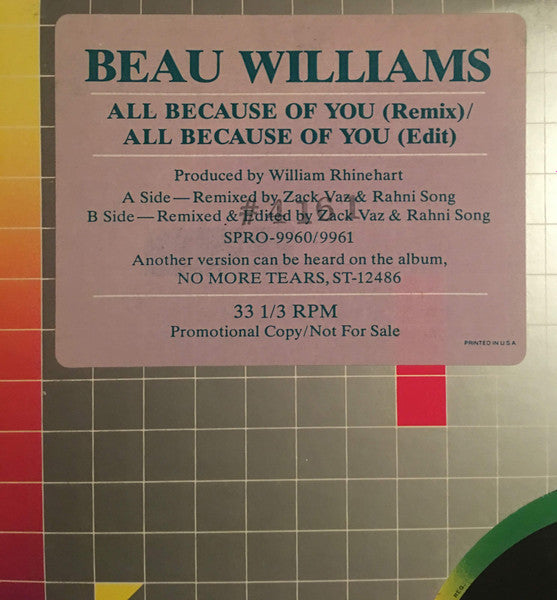 BEAU WILLIAMS
ALL BECAUSE OF YOU (Remix)/
ALL BECAUSE OF YOU (Edit)
Produced by William Rhinehart
A Side — Remixed by Zack Vaz & Rahni Song
B Side — Remixed & Edited by Zack Vaz & Rahni Song
SPRO-9960/9961
Another version can be heard on the album,
NO MORE TEARS, ST-12486
33 1/3 RPM
Promotional Copy/Not For Sale
PRINTED IN U.S.A.